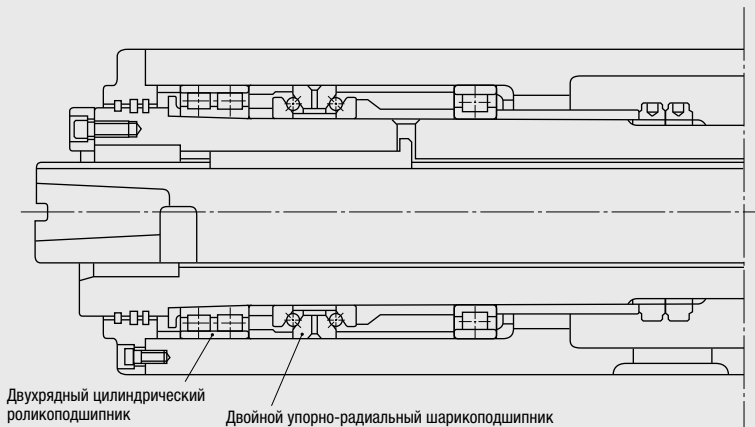 Двухрядный цилиндрический
роликоподшипник
Двойной упорно-радиальный шарикоподшипник